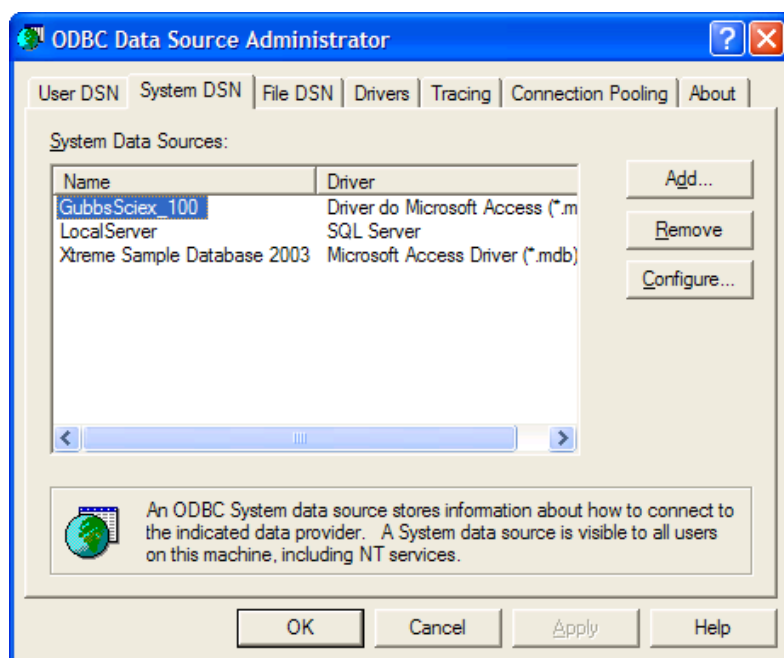 ODBC Data Source Administrator
User DSN System DSN File DSN Drivers Tracing Connection Pooling About
System Data Sources:
Name Driver
GubbsSciex_100 Driver do Microsoft Access (*.m
LocalServer SQL Server
Xtreme Sample Database 2003 Microsoft Access Driver (*.mdb)
Add...
Remove
Configure...
An ODBC System data source stores information about how to connect to
the indicated data provider. A System data source is visible to all users
on this machine, including NT services.
OK Cancel Apply Help